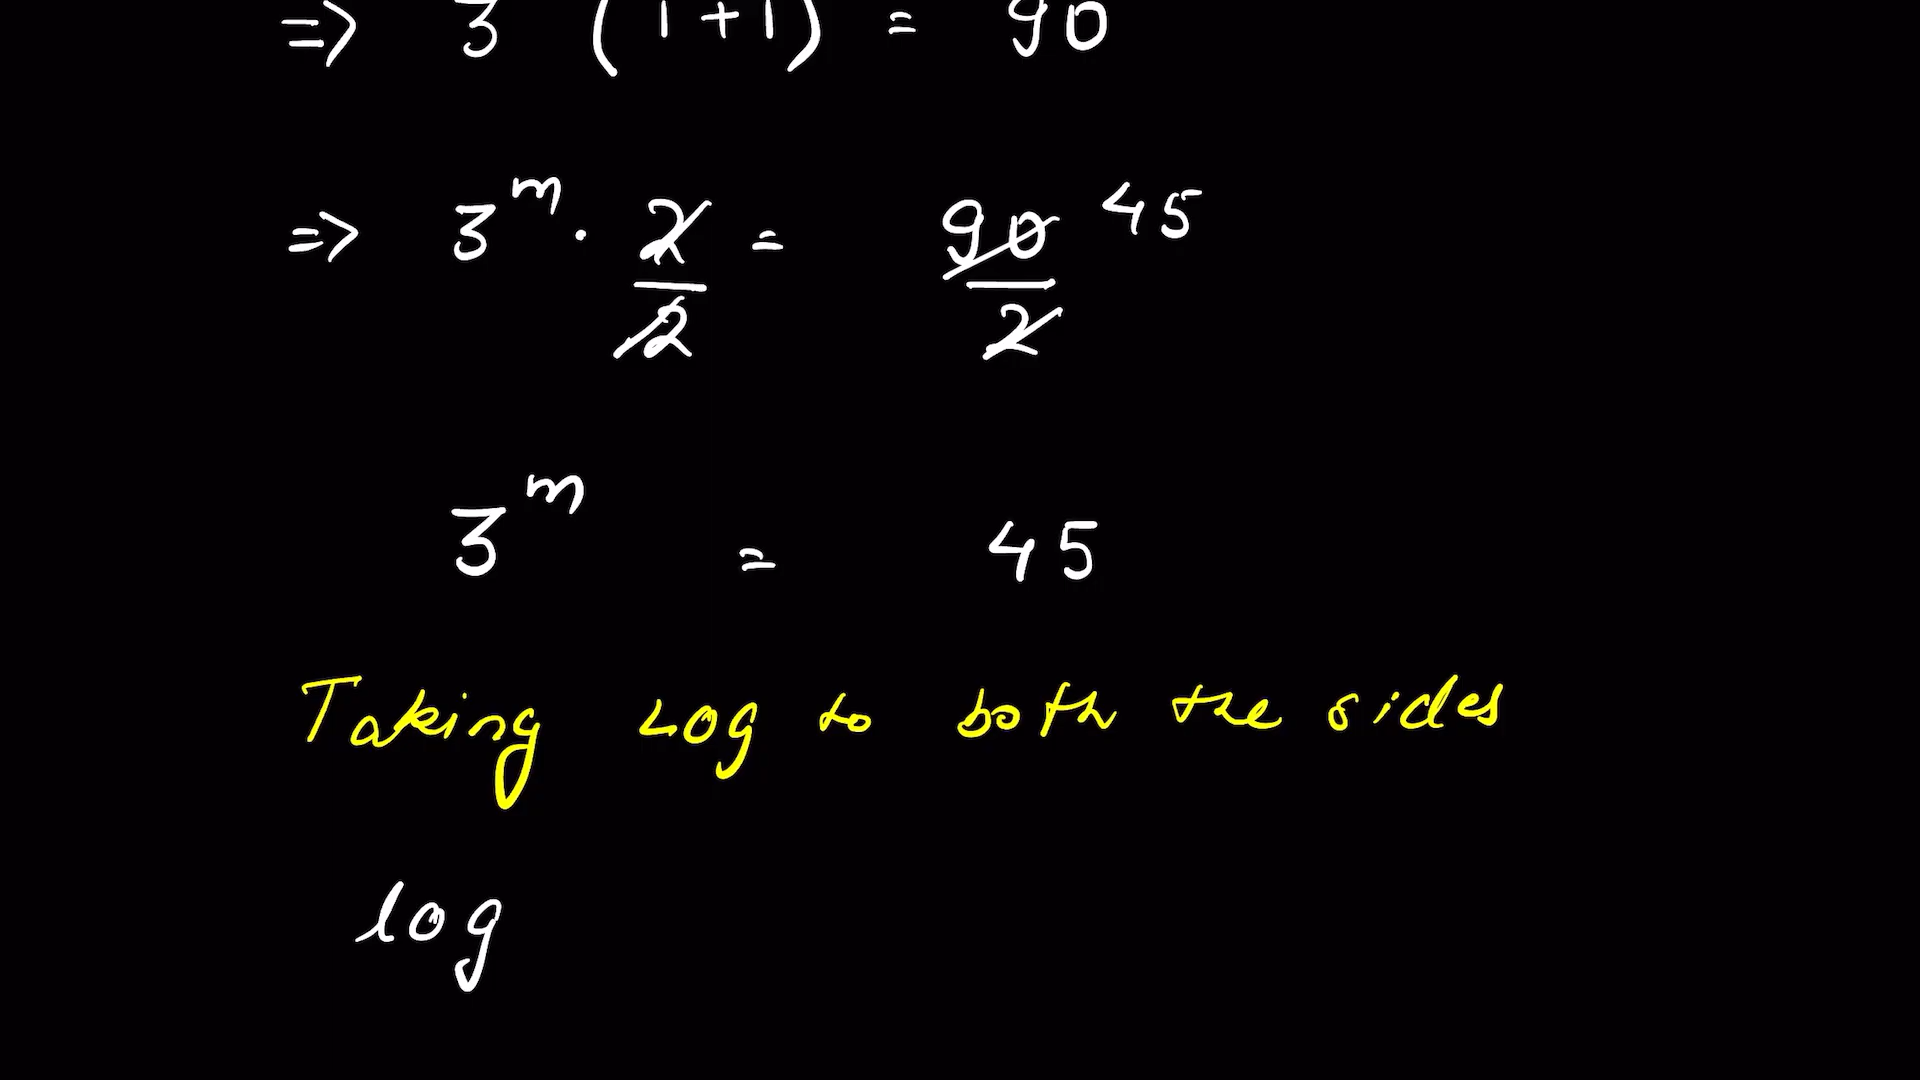 => 3 (1+1) = 90
=> 3^m . 2/2 = 90/2 45
3^m = 45
Taking Log to both the sides
log